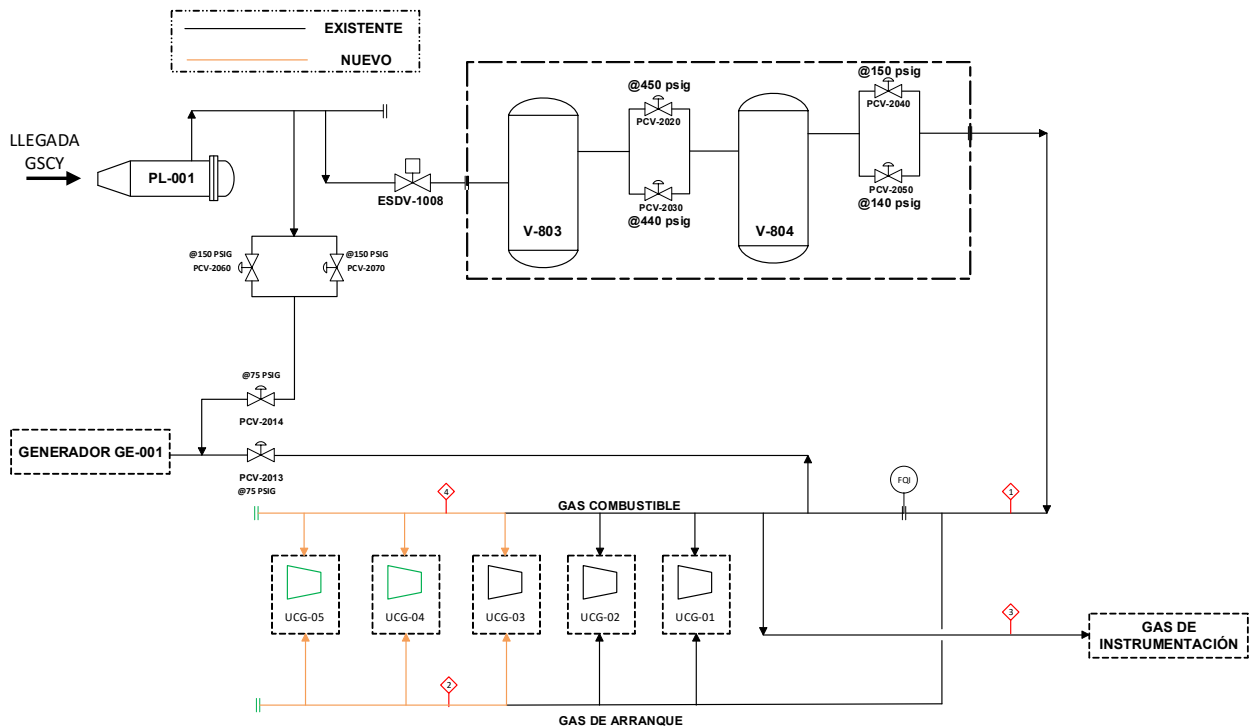 EXISTENTE
NUEVO
LLEGADA
GSCY
PL-001
ESDV-1008
@450 psig
PCV-2020
PCV-2030
@440 psig
V-803
V-804
@150 psig
PCV-2040
PCV-2050
@140 psig
@150 PSIG
PCV-2060
@150 PSIG
PCV-2070
@75 PSIG
PCV-2014
GENERADOR GE-001
PCV-2013
@75 PSIG
FQI
4
GAS COMBUSTIBLE
1
UCG-05
UCG-04
UCG-03
UCG-02
UCG-01
3
GAS DE
INSTRUMENTACIÓN
2
GAS DE ARRANQUE